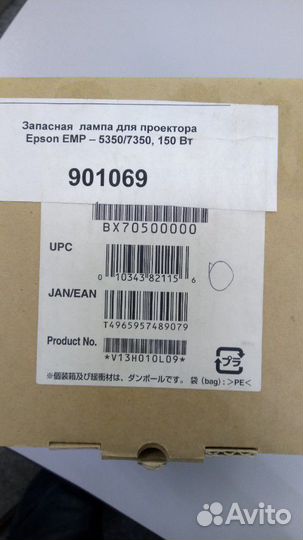 Запасная лампа для проектора
Epson EMP – 5350/7350, 150 Вт
901069
BX70500000
UPC
0 10343 82115 6
JAN/EAN
T4965957489079
Product No.
*V13H010L09*
プラ
※個装箱及び緩衝材は、ダンボールです。 袋(bag):>PE<
Avito